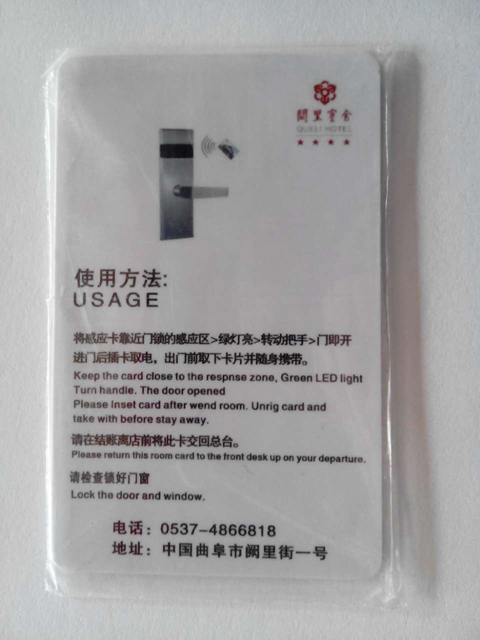 闕里賓舍
QUELI HOTEL
★ ★ ★ ★
使用方法:
USAGE
将感应卡靠近门锁的感应区>绿灯亮>转动把手>门即开
进门后插卡取电，出门前取下卡片并随身携带。
Keep the card close to the respnse zone, Green LED light
Turn handle. The door opened
Please Inset card after wend room. Unrig card and
take with before stay away.
请在结账离店前将此卡交回总台。
Please return this room card to the front desk up on your departure.
请检查锁好门窗
Lock the door and window.
电话：0537-4866818
地址：中国曲阜市阙里街一号